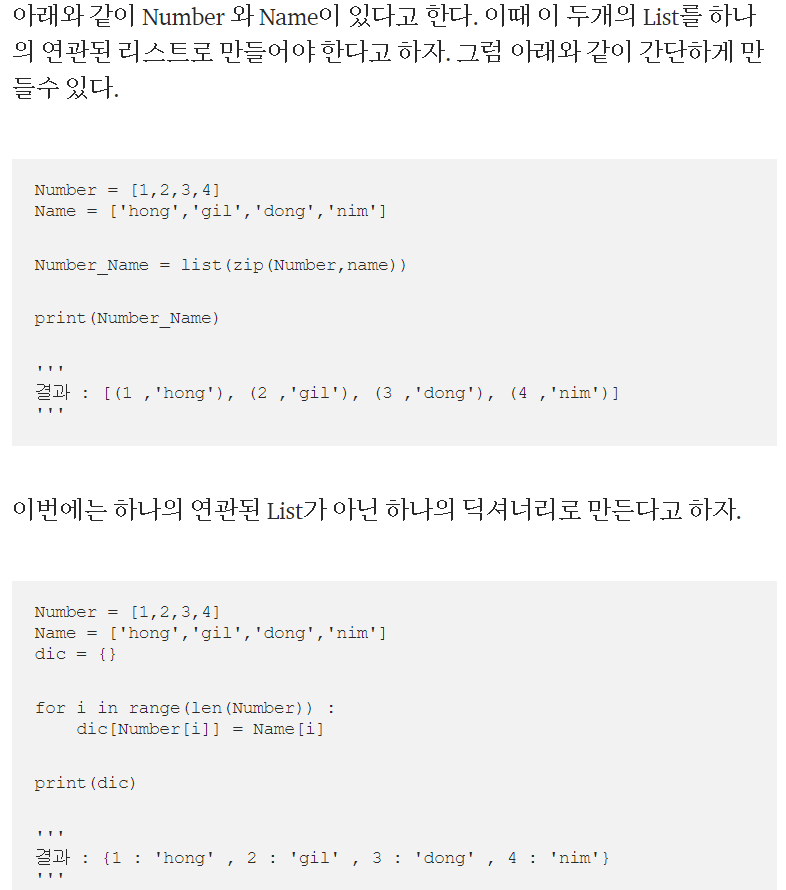 아래와 같이 Number 와 Name이 있다고 한다. 이때 이 두개의 List를 하나
의 연관된 리스트로 만들어야 한다고 하자. 그럼 아래와 같이 간단하게 만
들수 있다.
Number = [1,2,3,4]
Name = ['hong','gil','dong','nim']
Number_Name = list(zip(Number,name))
print(Number_Name)
'''
결과 : [(1 ,'hong'), (2 ,'gil'), (3 ,'dong'), (4 ,'nim')]
'''
이번에는 하나의 연관된 List가 아닌 하나의 딕셔너리로 만든다고 하자.
Number = [1,2,3,4]
Name = ['hong','gil','dong','nim']
dic = {}
for i in range(len(Number)) :
    dic[Number[i]] = Name[i]
print(dic)
'''
결과 : {1 : 'hong' , 2 : 'gil' , 3 : 'dong' , 4 : 'nim'}
'''